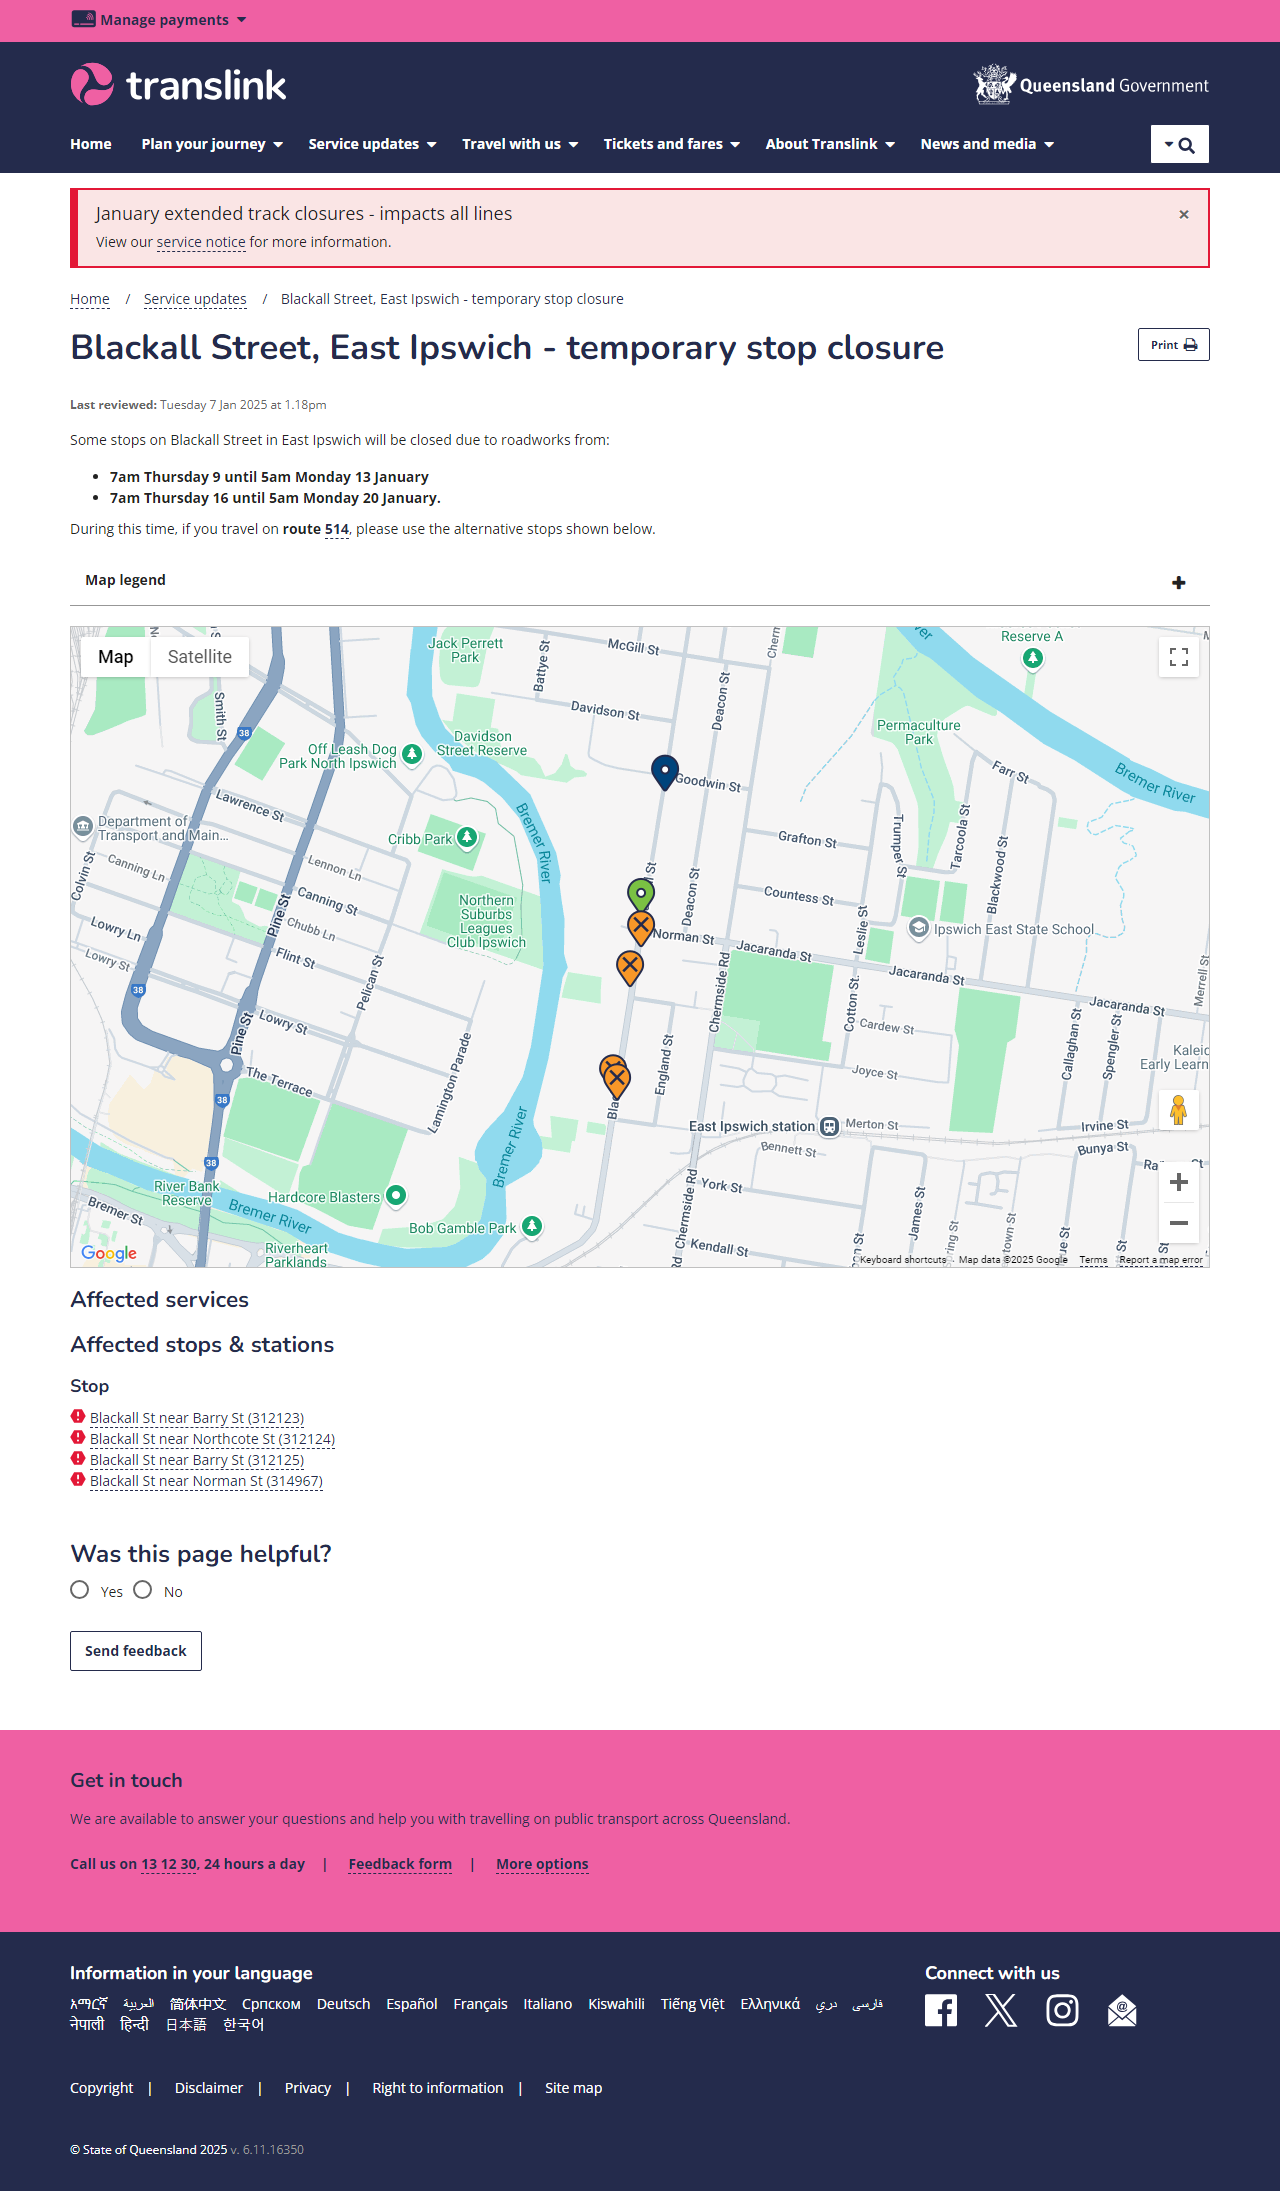 Manage payments
translink
Queensland Government
Home
Plan your journey
Service updates
Travel with us
Tickets and fares
About Translink
News and media
January extended track closures - impacts all lines
×
View our service notice for more information.
Home / Service updates / Blackall Street, East Ipswich - temporary stop closure
Blackall Street, East Ipswich - temporary stop closure
Print
Last reviewed: Tuesday 7 Jan 2025 at 1.18pm
Some stops on Blackall Street in East Ipswich will be closed due to roadworks from:
• 7am Thursday 9 until 5am Monday 13 January
• 7am Thursday 16 until 5am Monday 20 January.
During this time, if you travel on route 514, please use the alternative stops shown below.
Map legend
Map
Satellite
Jack Perrett
Park
Battye St
McGill St
Chern
Reserve A
Smith St
38
Deacon St
Davidson St
Davidson
Street Reserve
Permaculture
Park
Off Leash Dog
Park North Ipswich
Goodwin St
Farr St
Bremer River
Lawrence St
Department of
Transport and Main...
Cribb Park
Bremer River
Grafton St
Trumper St
Tarcoola St
Blackwood St
Colvin St
Canning Ln
Lennon Ln
Canning St
Countess St
Deacon St
Northern
Suburbs
Leagues
Club Ipswich
Pine St
Chubb Ln
Lowry Ln
Flint St
Norman St
Jacaranda St
Leslie St
Ipswich East State School
Lowry St
Pelican St
Jacaranda St
Chermside Rd
Merrell St
38
Cotton St
Jacaranda St
Pine St
Lowry St
Cardew St
Callaghan St
Spengler St
Lamington Parade
England St
Joyce St
Kaleid
Early Learn
The Terrace
38
East Ipswich station
Merton St
Irvine St
Bennett St
Bunya St
38
Bremer River
River Bank
Reserve
Hardcore Blasters
York St
Chermside Rd
James St
Bremer St
Bremer River
Bob Gamble Park
Kendall St
Riverheart
Parklands
Google
Keyboard shortcuts
Map data ©2025 Google
Terms
Report a map error
Affected services
Affected stops & stations
Stop
Blackall St near Barry St (312123)
Blackall St near Northcote St (312124)
Blackall St near Barry St (312125)
Blackall St near Norman St (314967)
Was this page helpful?
Yes
No
Send feedback
Get in touch
We are available to answer your questions and help you with travelling on public transport across Queensland.
Call us on 13 12 30, 24 hours a day | Feedback form | More options
Information in your language
Connect with us
አማርኛ العربية 简体中文 Српском Deutsch Español Français Italiano Kiswahili Tiếng Việt Ελληνικά دري فارسی
नेपाली हिन्दी 日本語 한국어
Copyright | Disclaimer | Privacy | Right to information | Site map
© State of Queensland 2025 v. 6.11.16350